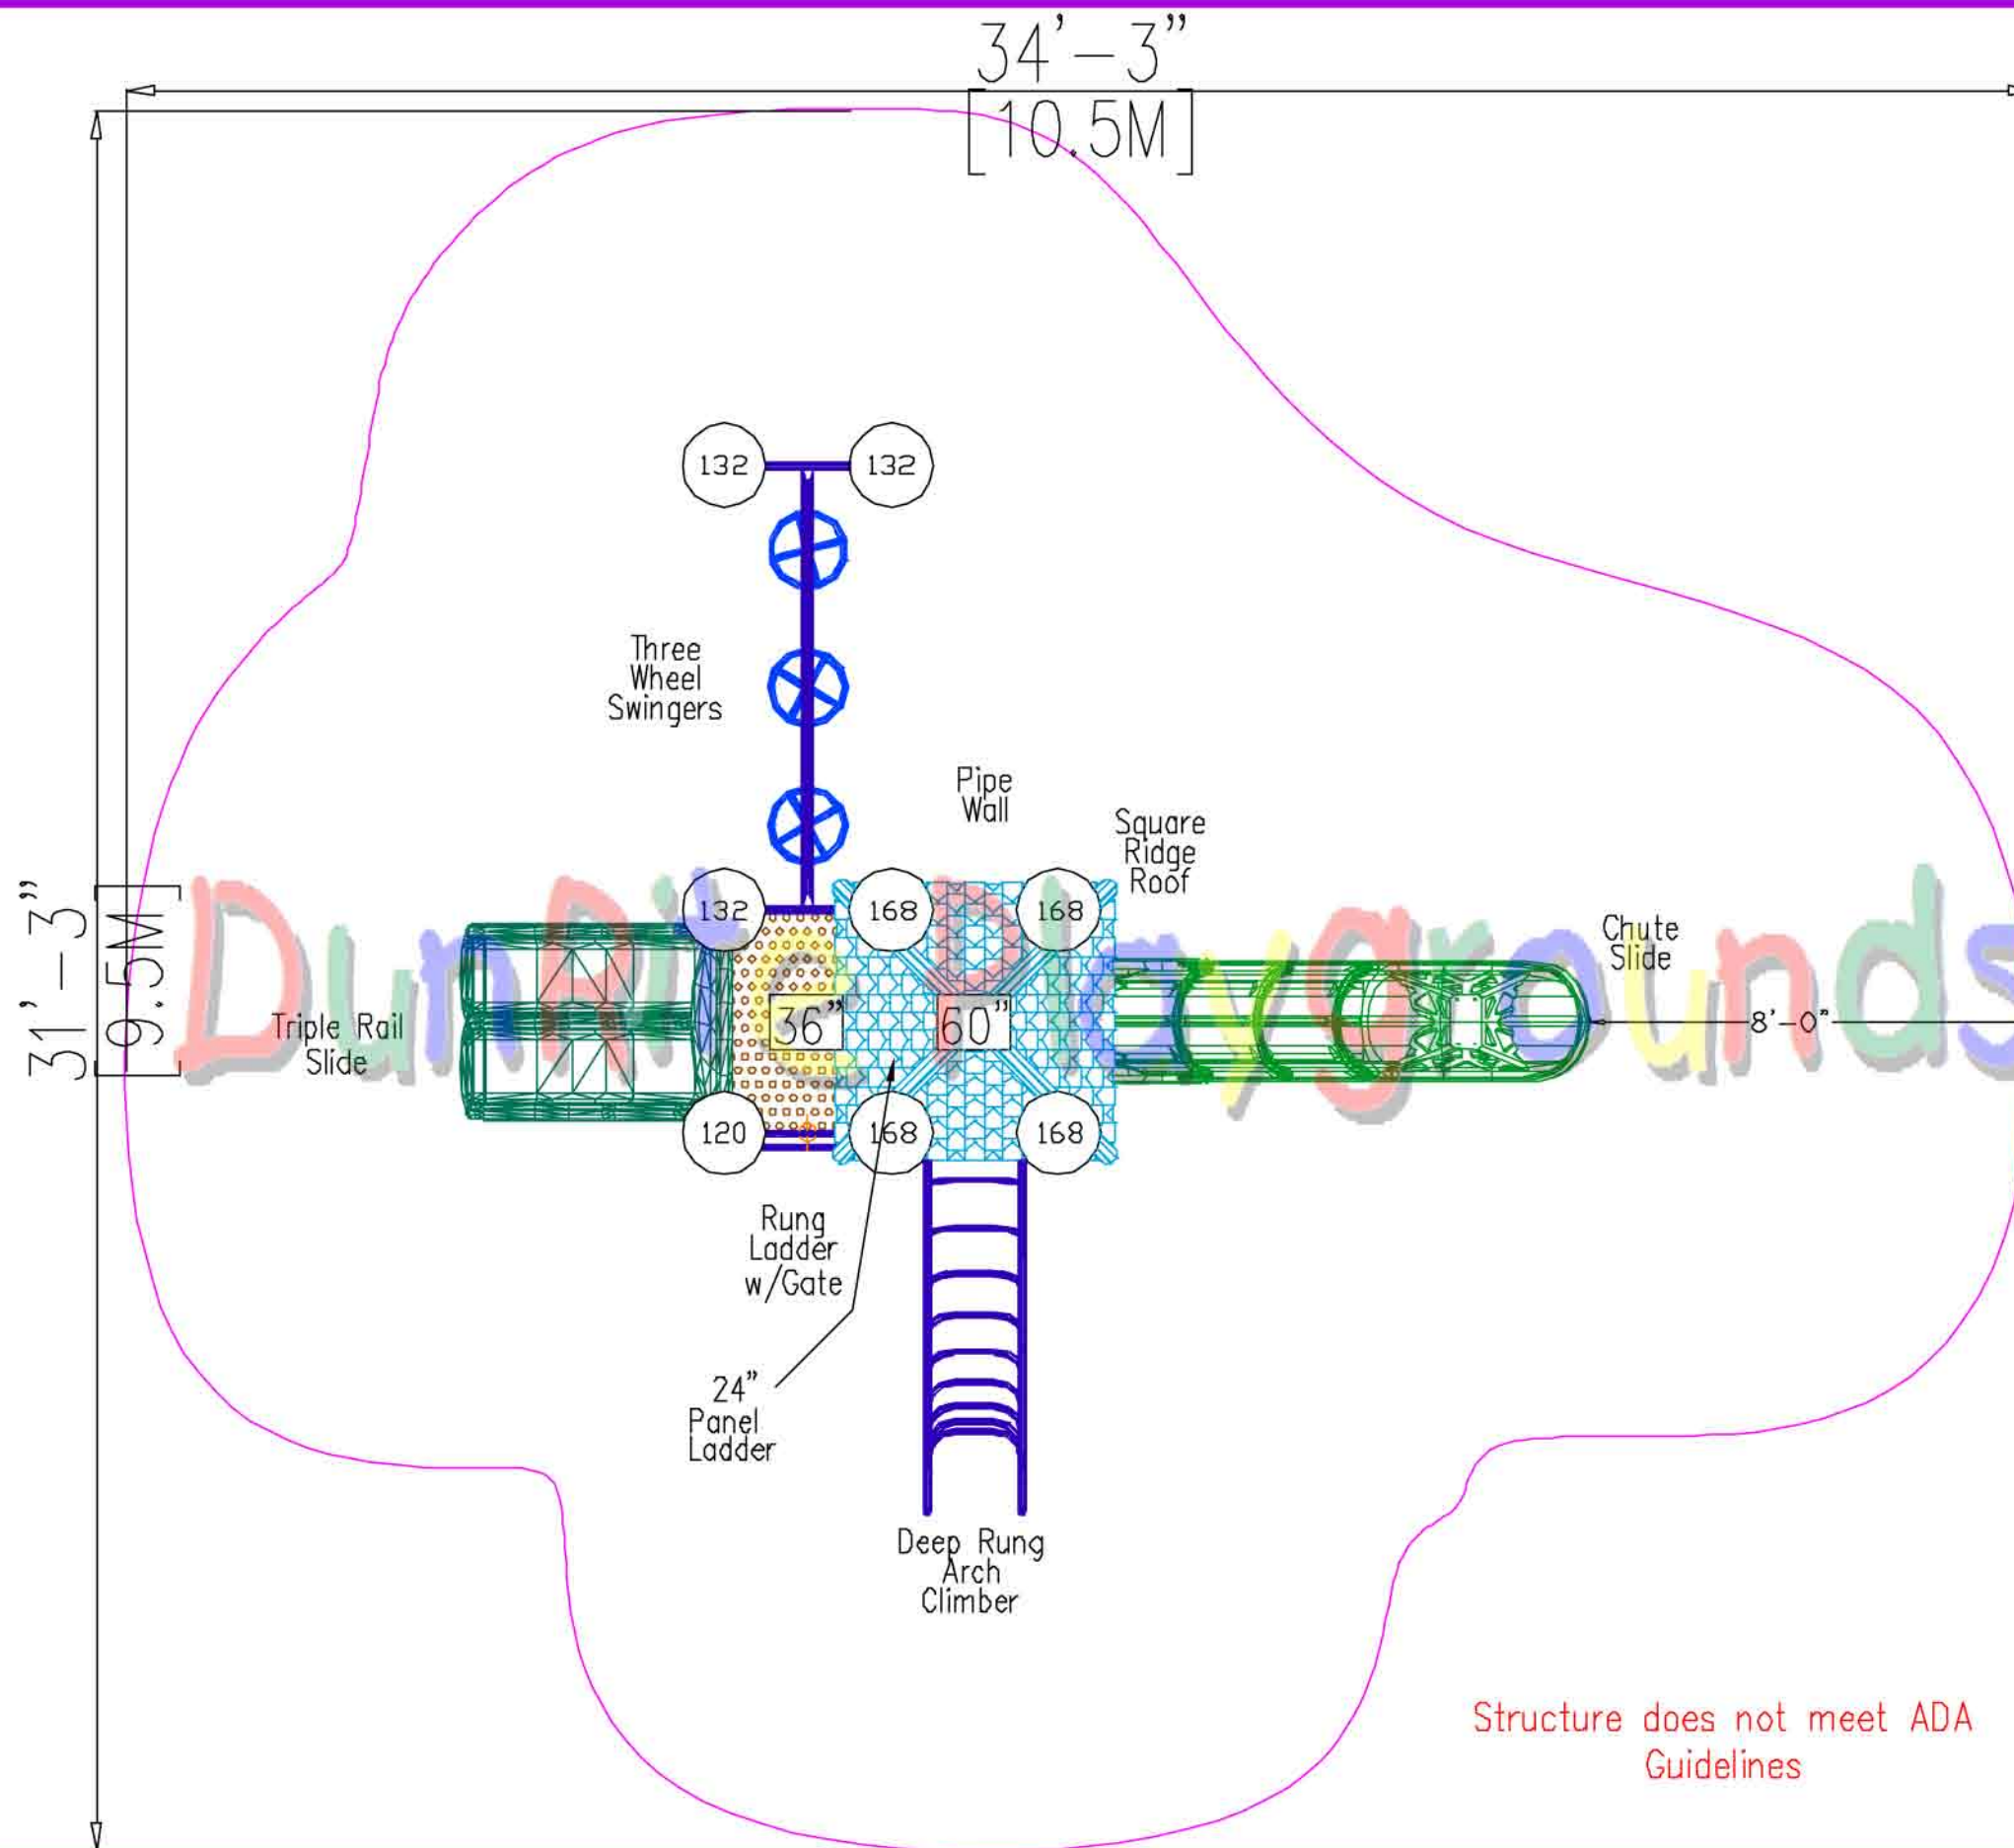 34'-3"
[10.5M]
132
132
Three
Wheel
Swingers
Pipe
Wall
Square
Ridge
Roof
31'-3"
9.5M
132
168
168
Chute
Slide
DunRite Playgrounds
Triple Rail
Slide
36"
60"
8'-0"
120
168
168
Rung
Ladder
w/Gate
24"
Panel
Ladder
Deep Rung
Arch
Climber
Structure does not meet ADA
Guidelines